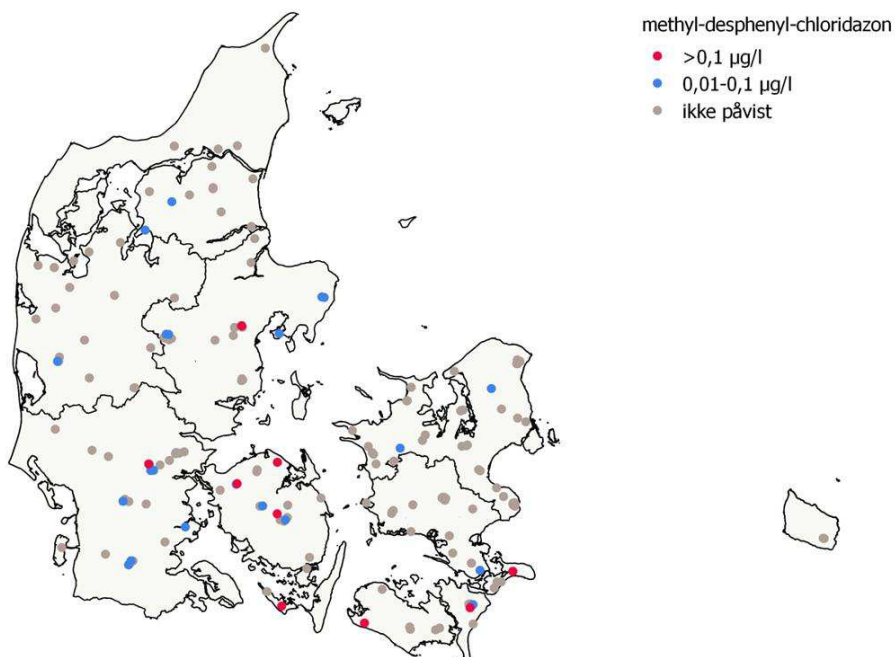 methyl-desphenyl-chloridazon
>0,1 µg/l
0,01-0,1 µg/l
ikke påvist